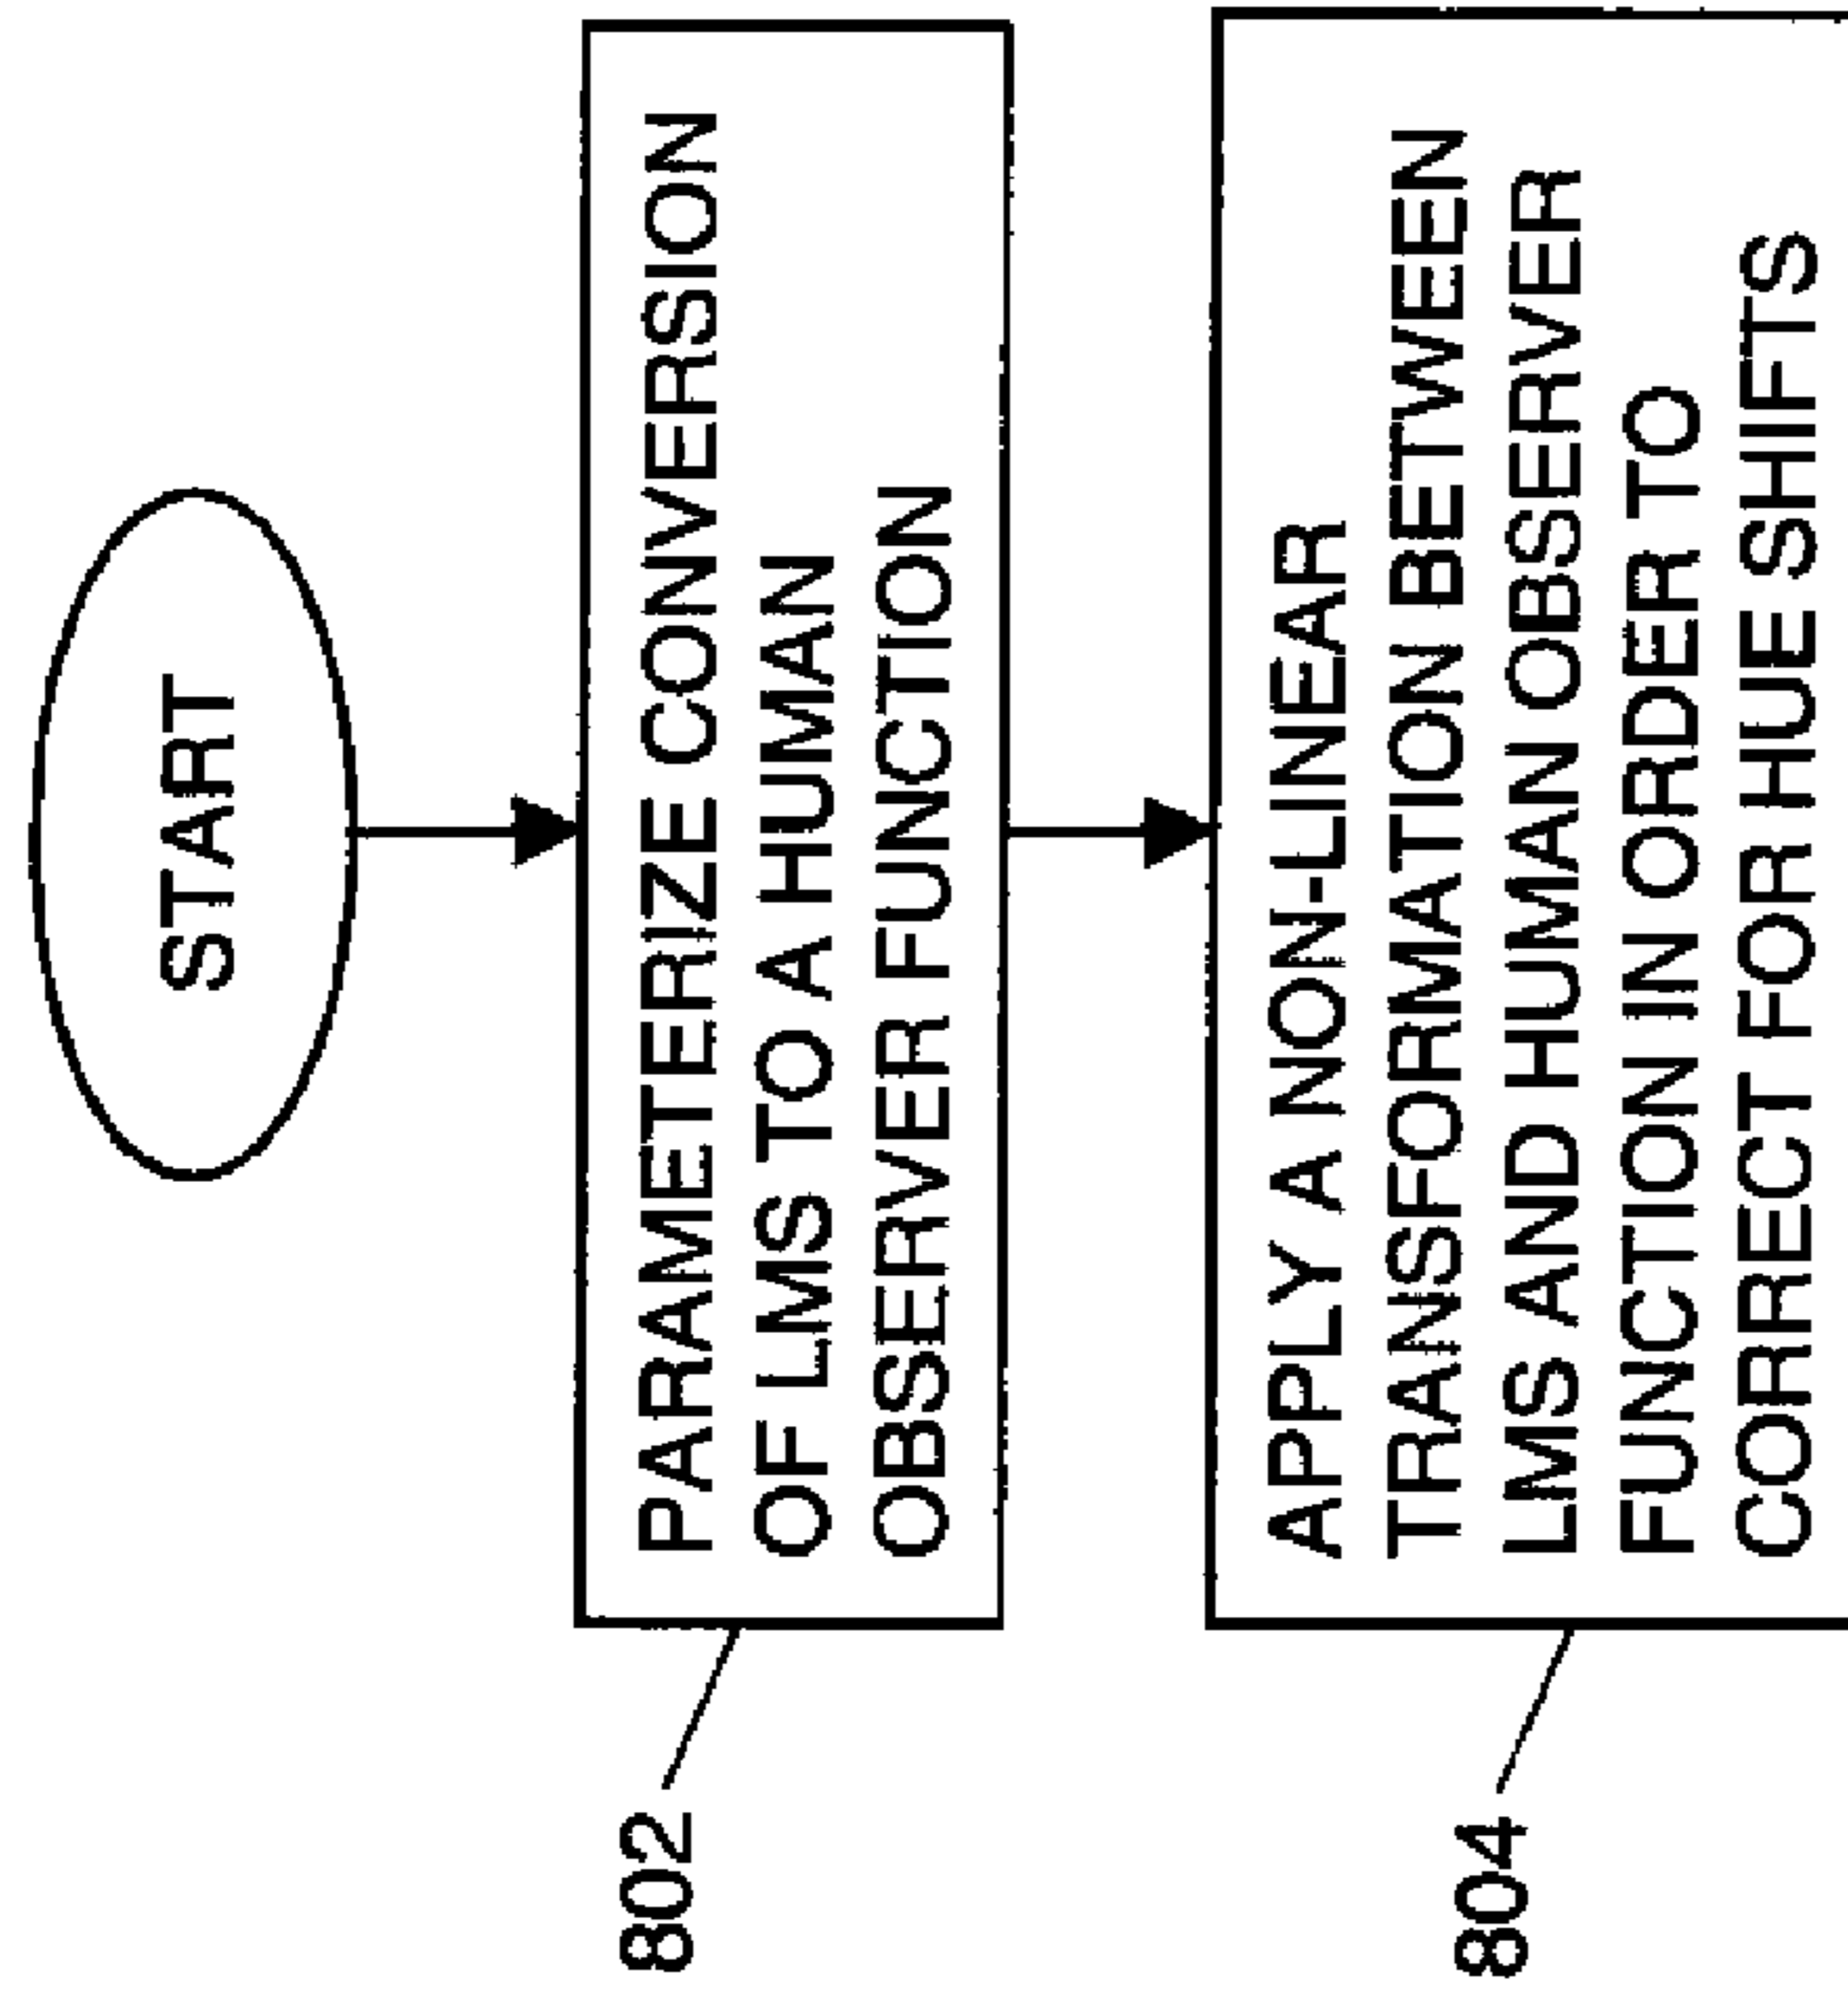 START
PARAMETERIZE CONVERSION
OF LMS TO A HUMAN
OBSERVER FUNCTION
802
APPLY A NON-LINEAR
TRANSFORMATION BETWEEN
LMS AND HUMAN OBSERVER
FUNCTION IN ORDER TO
CORRECT FOR HUE SHIFTS
804